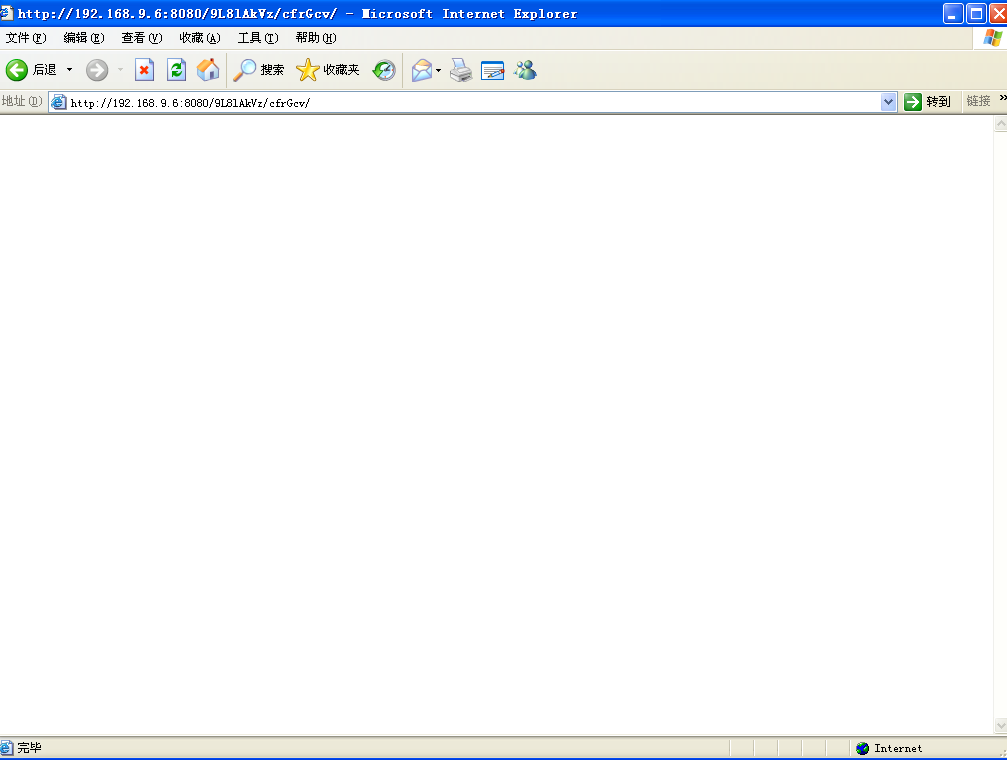 http://192.168.9.6:8080/9L8lAkVz/cfrGcv/ - Microsoft Internet Explorer
文件(F) 编辑(E) 查看(V) 收藏(A) 工具(T) 帮助(H)
后退 搜索 收藏夹
地址(D) http://192.168.9.6:8080/9L8lAkVz/cfrGcv/ 转到 链接 »
完毕 Internet